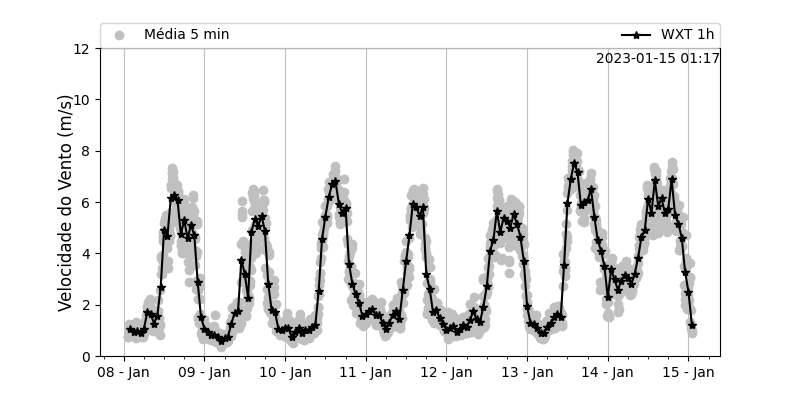 Média 5 min
WXT 1h
2023-01-15 01:17
Velocidade do Vento (m/s)
12
10
8
6
4
2
0
08 - Jan
09 - Jan
10 - Jan
11 - Jan
12 - Jan
13 - Jan
14 - Jan
15 - Jan